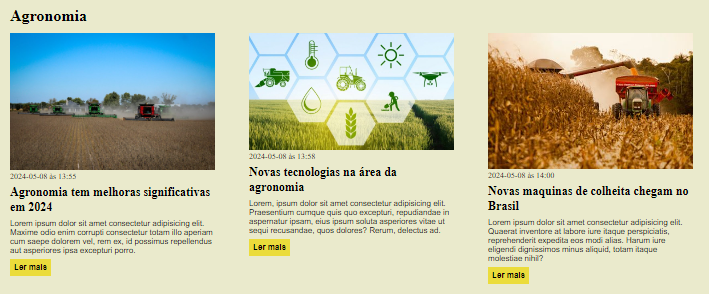 Agronomia
2024-05-08 às 13:55
Agronomia tem melhoras significativas
em 2024
Lorem ipsum dolor sit amet consectetur adipisicing elit.
Maxime odio enim corrupti consectetur totam illo aperiam
cum saepe dolorem vel, rem ex, id possimus repellendus
aut asperiores ipsa excepturi porro.
Ler mais
2024-05-08 às 13:58
Novas tecnologias na área da
agronomia
Lorem, ipsum dolor sit amet consectetur adipisicing elit.
Praesentium cumque quis quo excepturi, repudiandae in
aspernatur ipsam, eius ipsum soluta asperiores vitae ut
sequi recusandae, quos dolores? Rerum, delectus ad.
Ler mais
2024-05-08 às 14:00
Novas maquinas de colheita chegam no
Brasil
Lorem ipsum dolor sit amet consectetur adipisicing elit.
Quaerat inventore at labore iure itaque perspiciatis,
reprehenderit expedita eos modi alias. Harum iure
eligendi dignissimos minus aliquid, totam itaque
molestiae nihil?
Ler mais